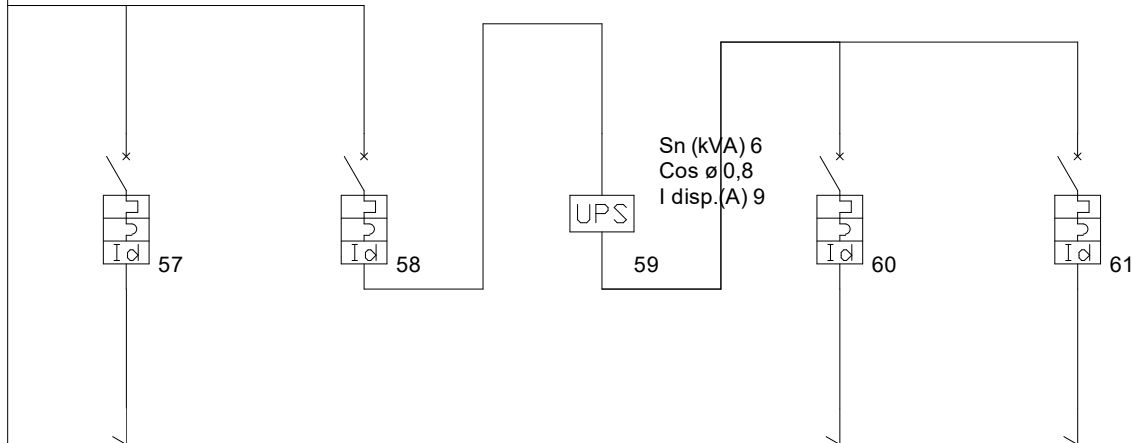 Sn (kVA) 6
Cos ø 0,8
I disp.(A) 9
UPS
Id 57
Id 58
59
Id 60
Id 61